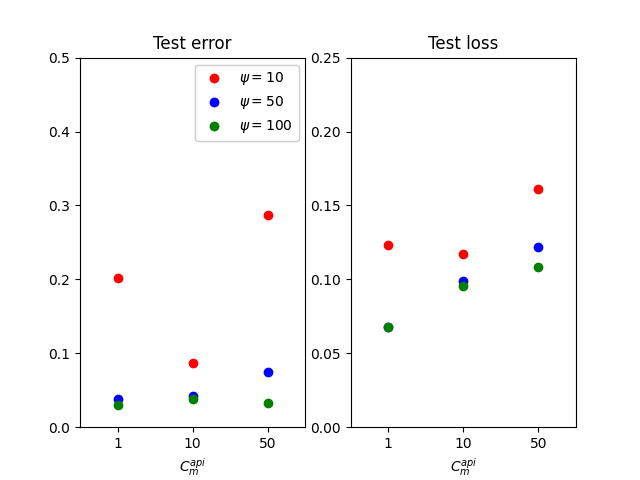 Test error
0.5
0.4
0.3
0.2
0.1
0.0
1 10 50
C_m^{api}
ψ = 10
ψ = 50
ψ = 100
Test loss
0.25
0.20
0.15
0.10
0.05
0.00
1 10 50
C_m^{api}